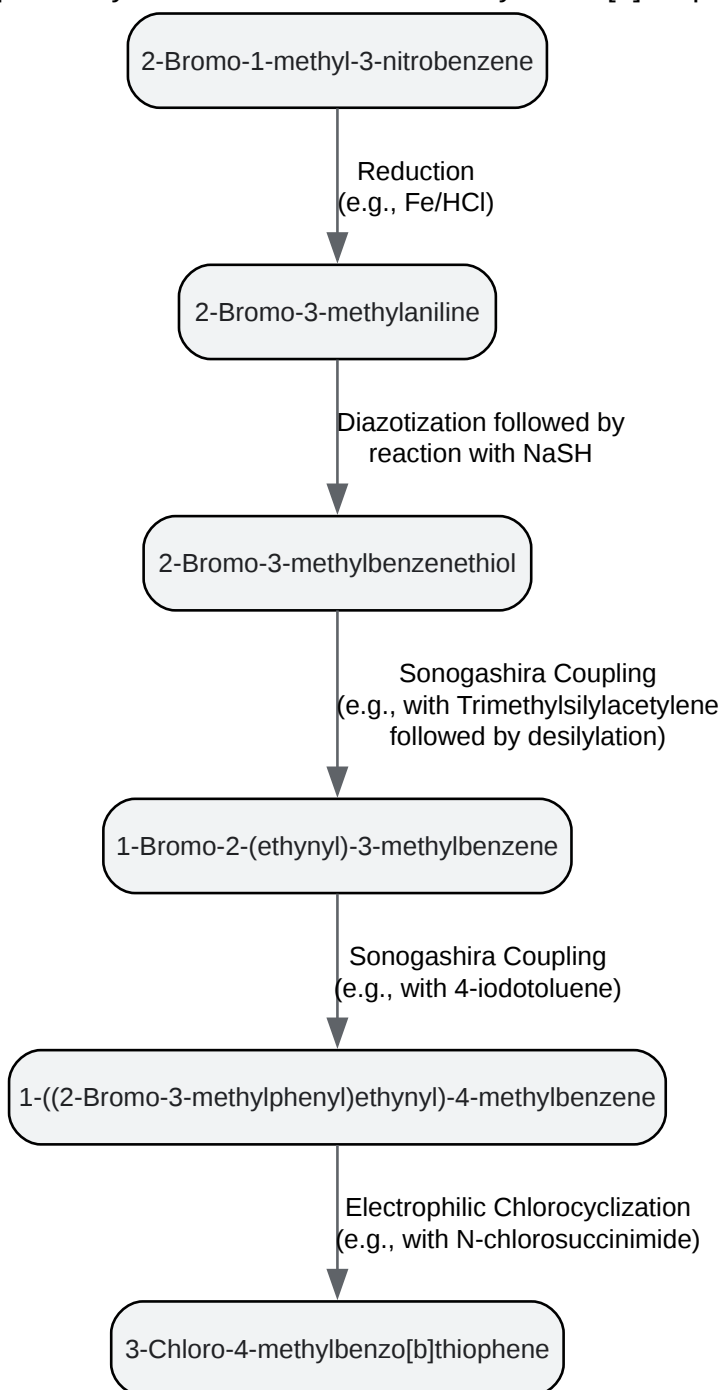 2-Bromo-1-methyl-3-nitrobenzene
Reduction
(e.g., Fe/HCl)
2-Bromo-3-methylaniline
Diazotization followed by
reaction with NaSH
2-Bromo-3-methylbenzenethiol
Sonogashira Coupling
(e.g., with Trimethylsilylacetylene
followed by desilylation)
1-Bromo-2-(ethynyl)-3-methylbenzene
Sonogashira Coupling
(e.g., with 4-iodotoluene)
1-((2-Bromo-3-methylphenyl)ethynyl)-4-methylbenzene
Electrophilic Chlorocyclization
(e.g., with N-chlorosuccinimide)
3-Chloro-4-methylbenzo[b]thiophene